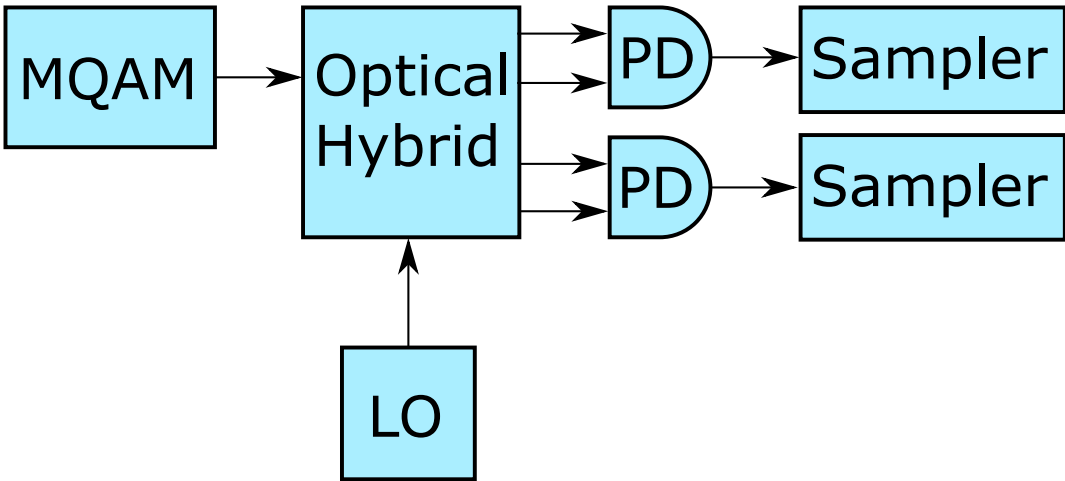 MQAM
Optical
Hybrid
PD
Sampler
PD
Sampler
LO